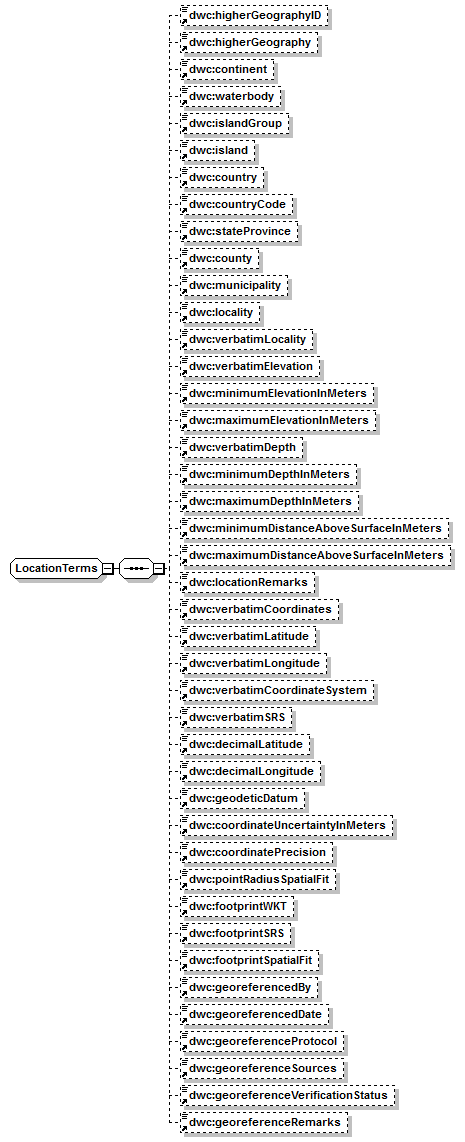 dwc:higherGeographyID
dwc:higherGeography
dwc:continent
dwc:waterbody
dwc:islandGroup
dwc:island
dwc:country
dwc:countryCode
dwc:stateProvince
dwc:county
dwc:municipality
dwc:locality
dwc:verbatimLocality
dwc:verbatimElevation
dwc:minimumElevationInMeters
dwc:maximumElevationInMeters
dwc:verbatimDepth
dwc:minimumDepthInMeters
dwc:maximumDepthInMeters
dwc:minimumDistanceAboveSurfaceInMeters
dwc:maximumDistanceAboveSurfaceInMeters
LocationTerms
dwc:locationRemarks
dwc:verbatimCoordinates
dwc:verbatimLatitude
dwc:verbatimLongitude
dwc:verbatimCoordinateSystem
dwc:verbatimSRS
dwc:decimalLatitude
dwc:decimalLongitude
dwc:geodeticDatum
dwc:coordinateUncertaintyInMeters
dwc:coordinatePrecision
dwc:pointRadiusSpatialFit
dwc:footprintWKT
dwc:footprintSRS
dwc:footprintSpatialFit
dwc:georeferencedBy
dwc:georeferencedDate
dwc:georeferenceProtocol
dwc:georeferenceSources
dwc:georeferenceVerificationStatus
dwc:georeferenceRemarks